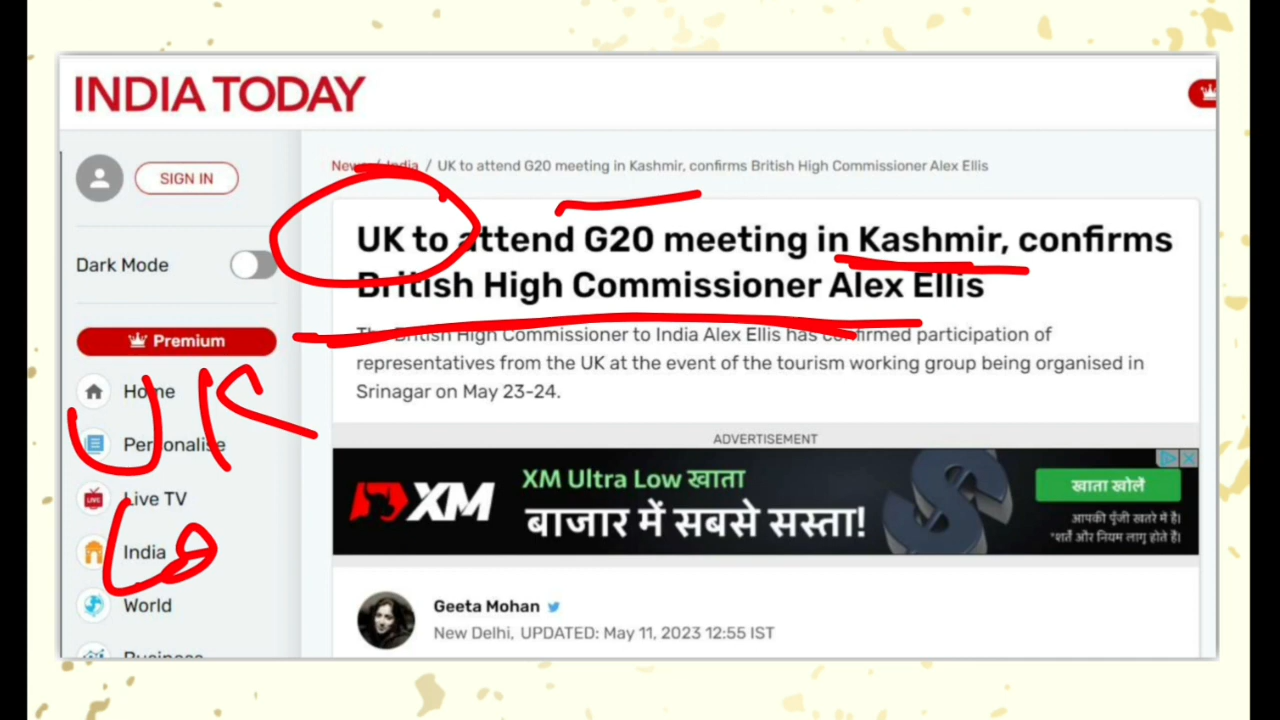 INDIA TODAY
SIGN IN
Dark Mode
Premium
Home
Personalise
Live TV
India
World
Business
UK
News / India / UK to attend G20 meeting in Kashmir, confirms British High Commissioner Alex Ellis
UK to attend G20 meeting in Kashmir, confirms
British High Commissioner Alex Ellis
The British High Commissioner to India Alex Ellis has confirmed participation of
representatives from the UK at the event of the tourism working group being organised in
Srinagar on May 23-24.
ADVERTISEMENT
XM
XM Ultra Low खाता
बाजार में सबसे सस्ता!
खाता खोलें
आपकी पूँजी खतरे में है।
*शर्तें और नियम लागू होते हैं।
Geeta Mohan
New Delhi, UPDATED: May 11, 2023 12:55 IST